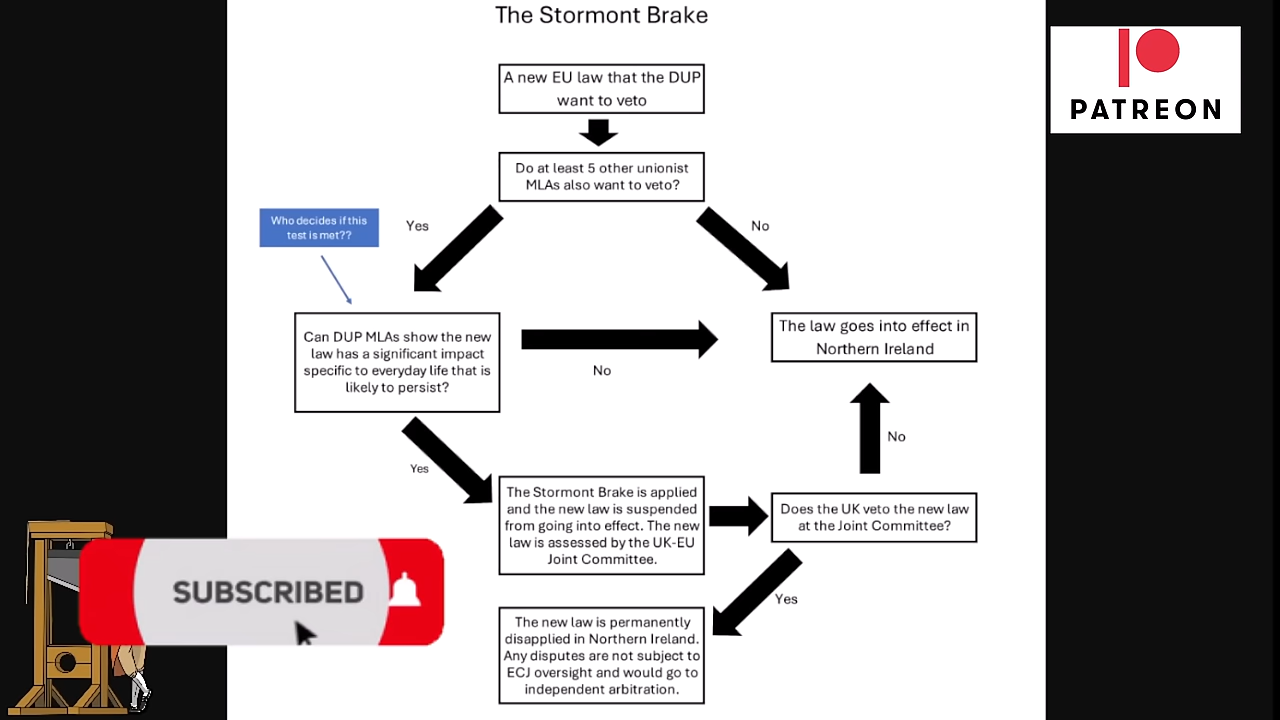 The Stormont Brake
PATREON
A new EU law that the DUP
want to veto
Do at least 5 other unionist
MLAs also want to veto?
Who decides if this
test is met??
Yes
No
Can DUP MLAs show the new
law has a significant impact
specific to everyday life that is
likely to persist?
No
The law goes into effect in
Northern Ireland
Yes
No
The Stormont Brake is applied
and the new law is suspended
from going into effect. The new
law is assessed by the UK-EU
Joint Committee.
Does the UK veto the new law
at the Joint Committee?
Yes
SUBSCRIBED
The new law is permanently
disapplied in Northern Ireland.
Any disputes are not subject to
ECJ oversight and would go to
independent arbitration.